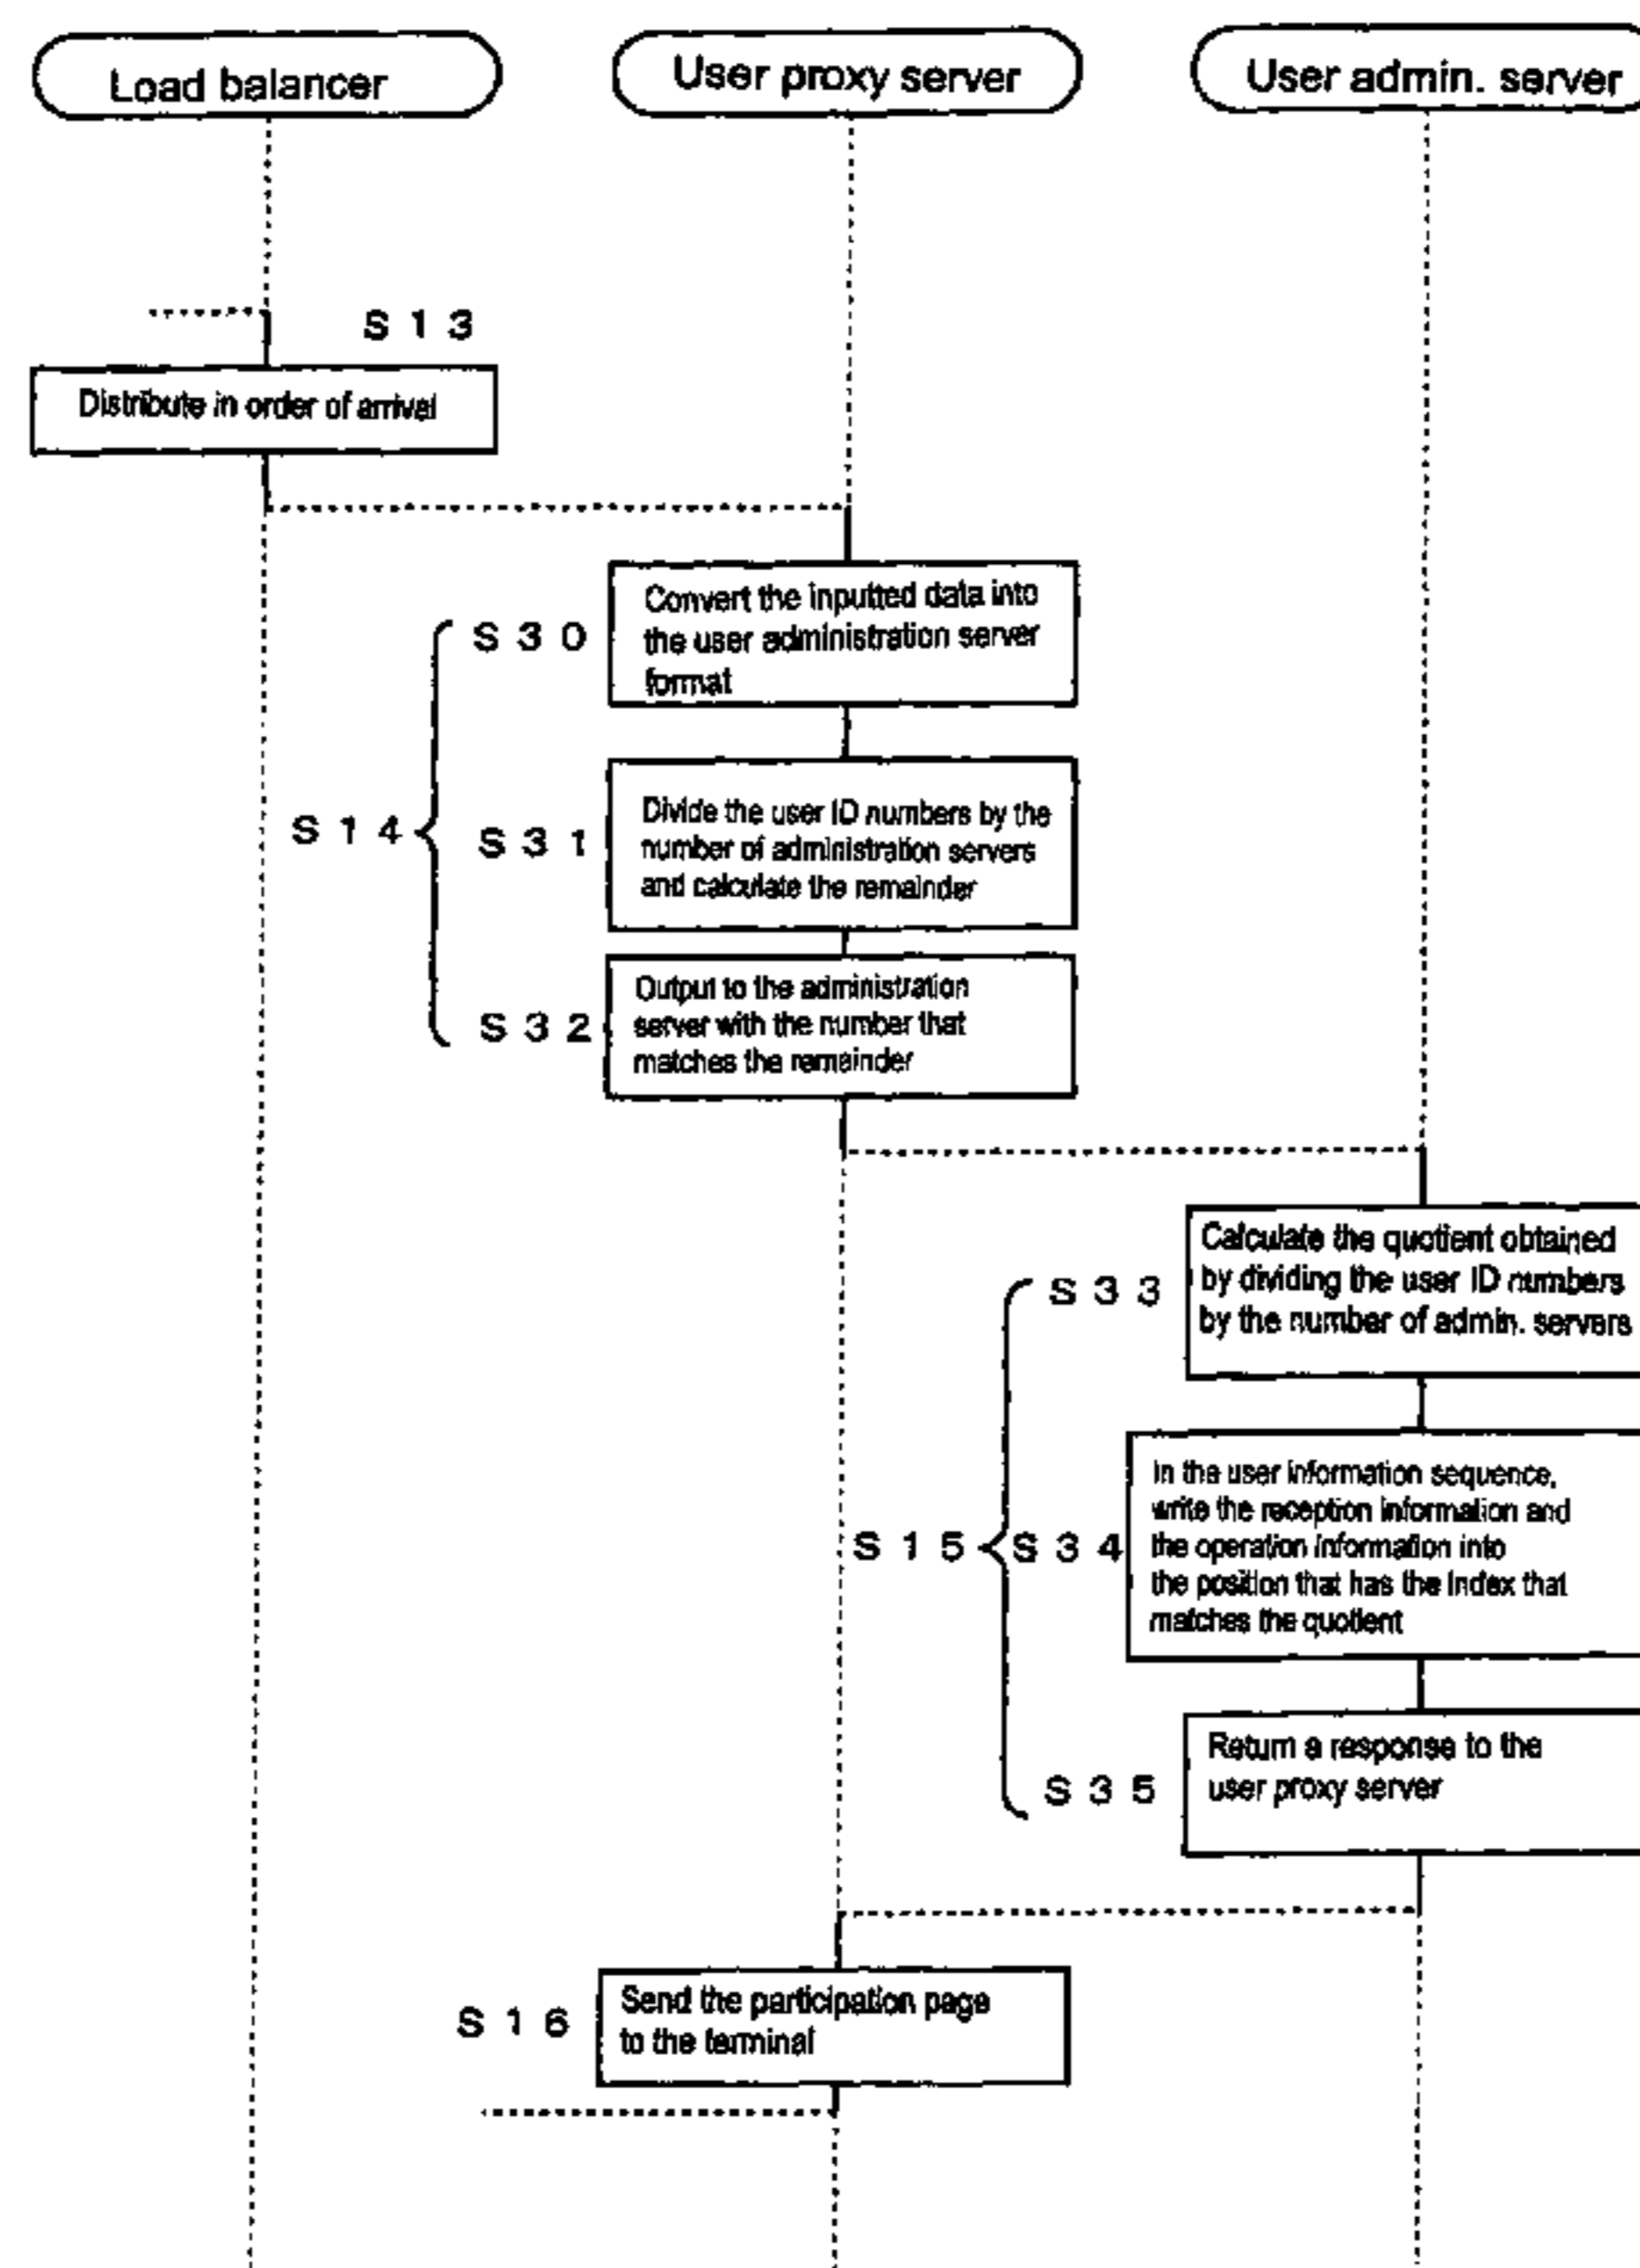 Load balancer
User proxy server
User admin. server
S 1 3
Distribute in order of arrival
S 1 4
S 3 0
Convert the inputted data into
the user administration server
format
S 3 1
Divide the user ID numbers by the
number of administration servers
and calculate the remainder
S 3 2
Output to the administration
server with the number that
matches the remainder
S 1 5
S 3 3
Calculate the quotient obtained
by dividing the user ID numbers
by the number of admin. servers
S 3 4
In the user information sequence,
write the reception information and
the operation information into
the position that has the index that
matches the quotient
S 3 5
Return a response to the
user proxy server
S 1 6
Send the participation page
to the terminal